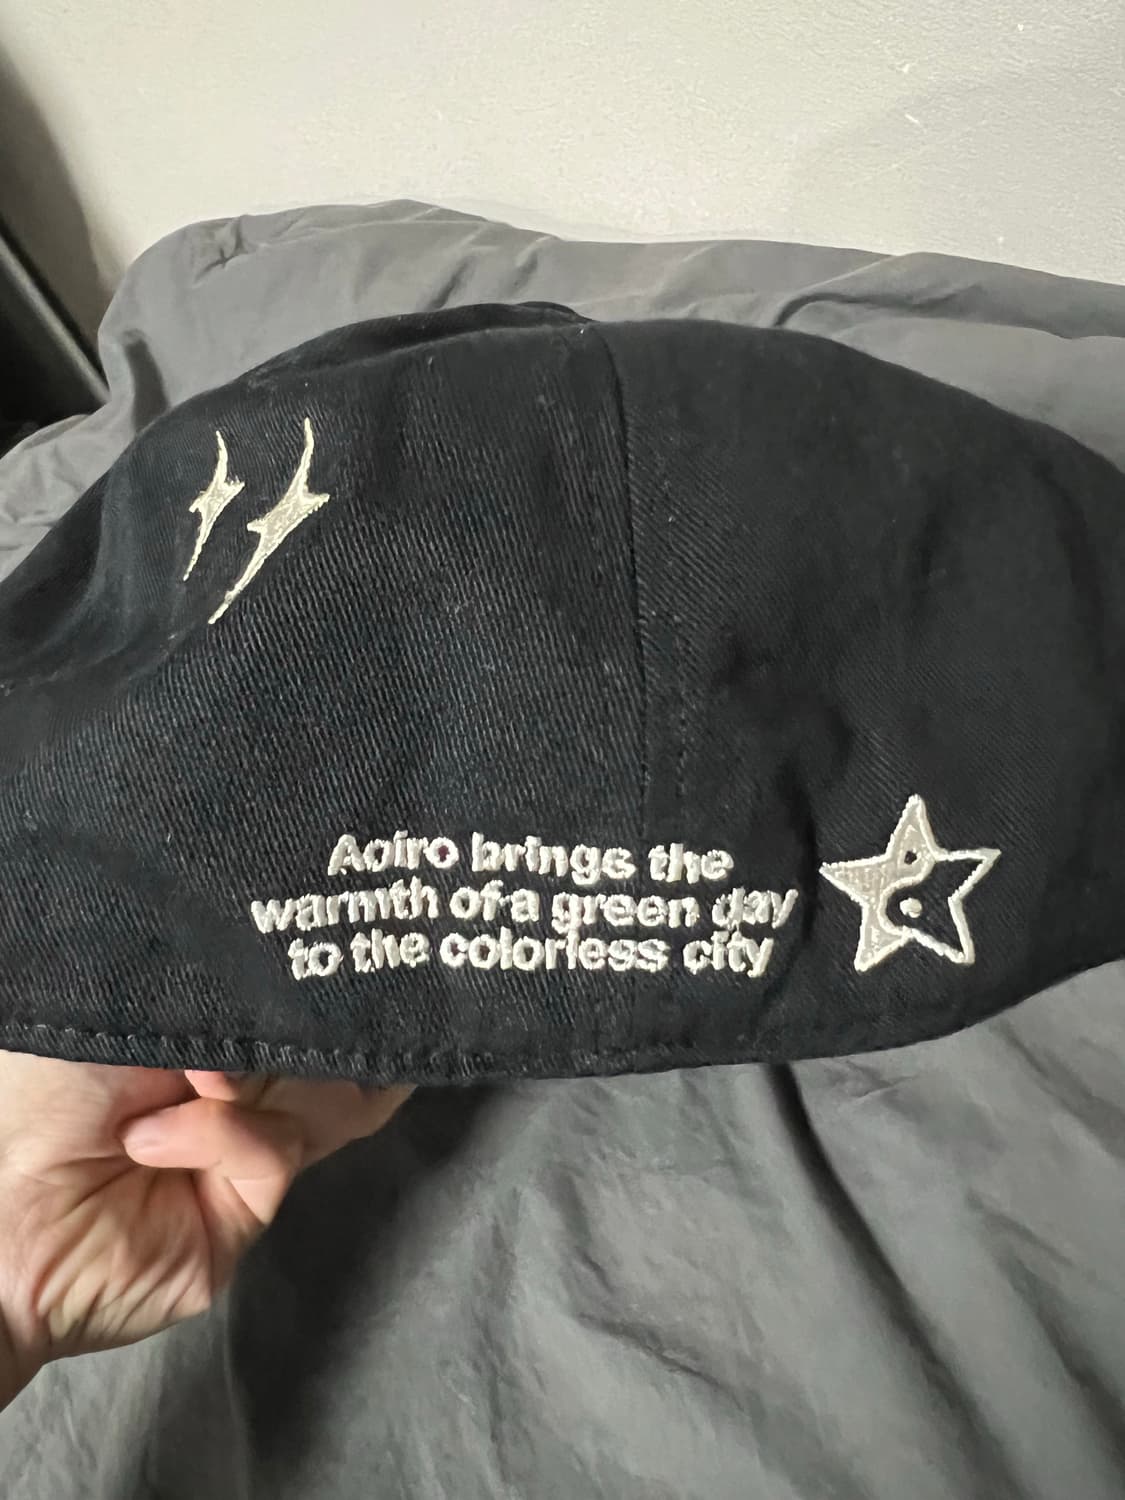 Aoiro brings the
warmth of a green day
to the colorless city